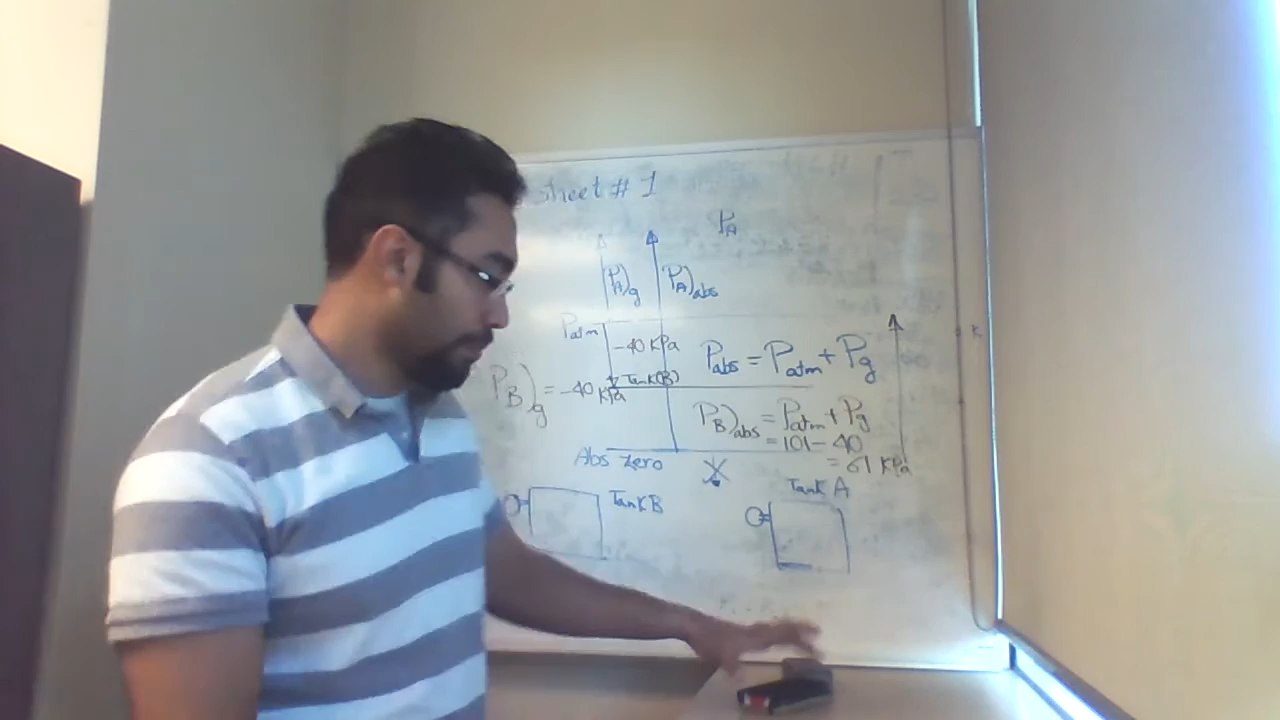 sheet # 1
PA
PA)g
PA)abs
Patm
-40 KPa
Pabs = Patm + Pg
Tank(B)
PB)g = -40 KPa
PB)abs = Patm + Pg
= 101 - 40
= 61 KPa
Abs zero
Tank B
Tank A